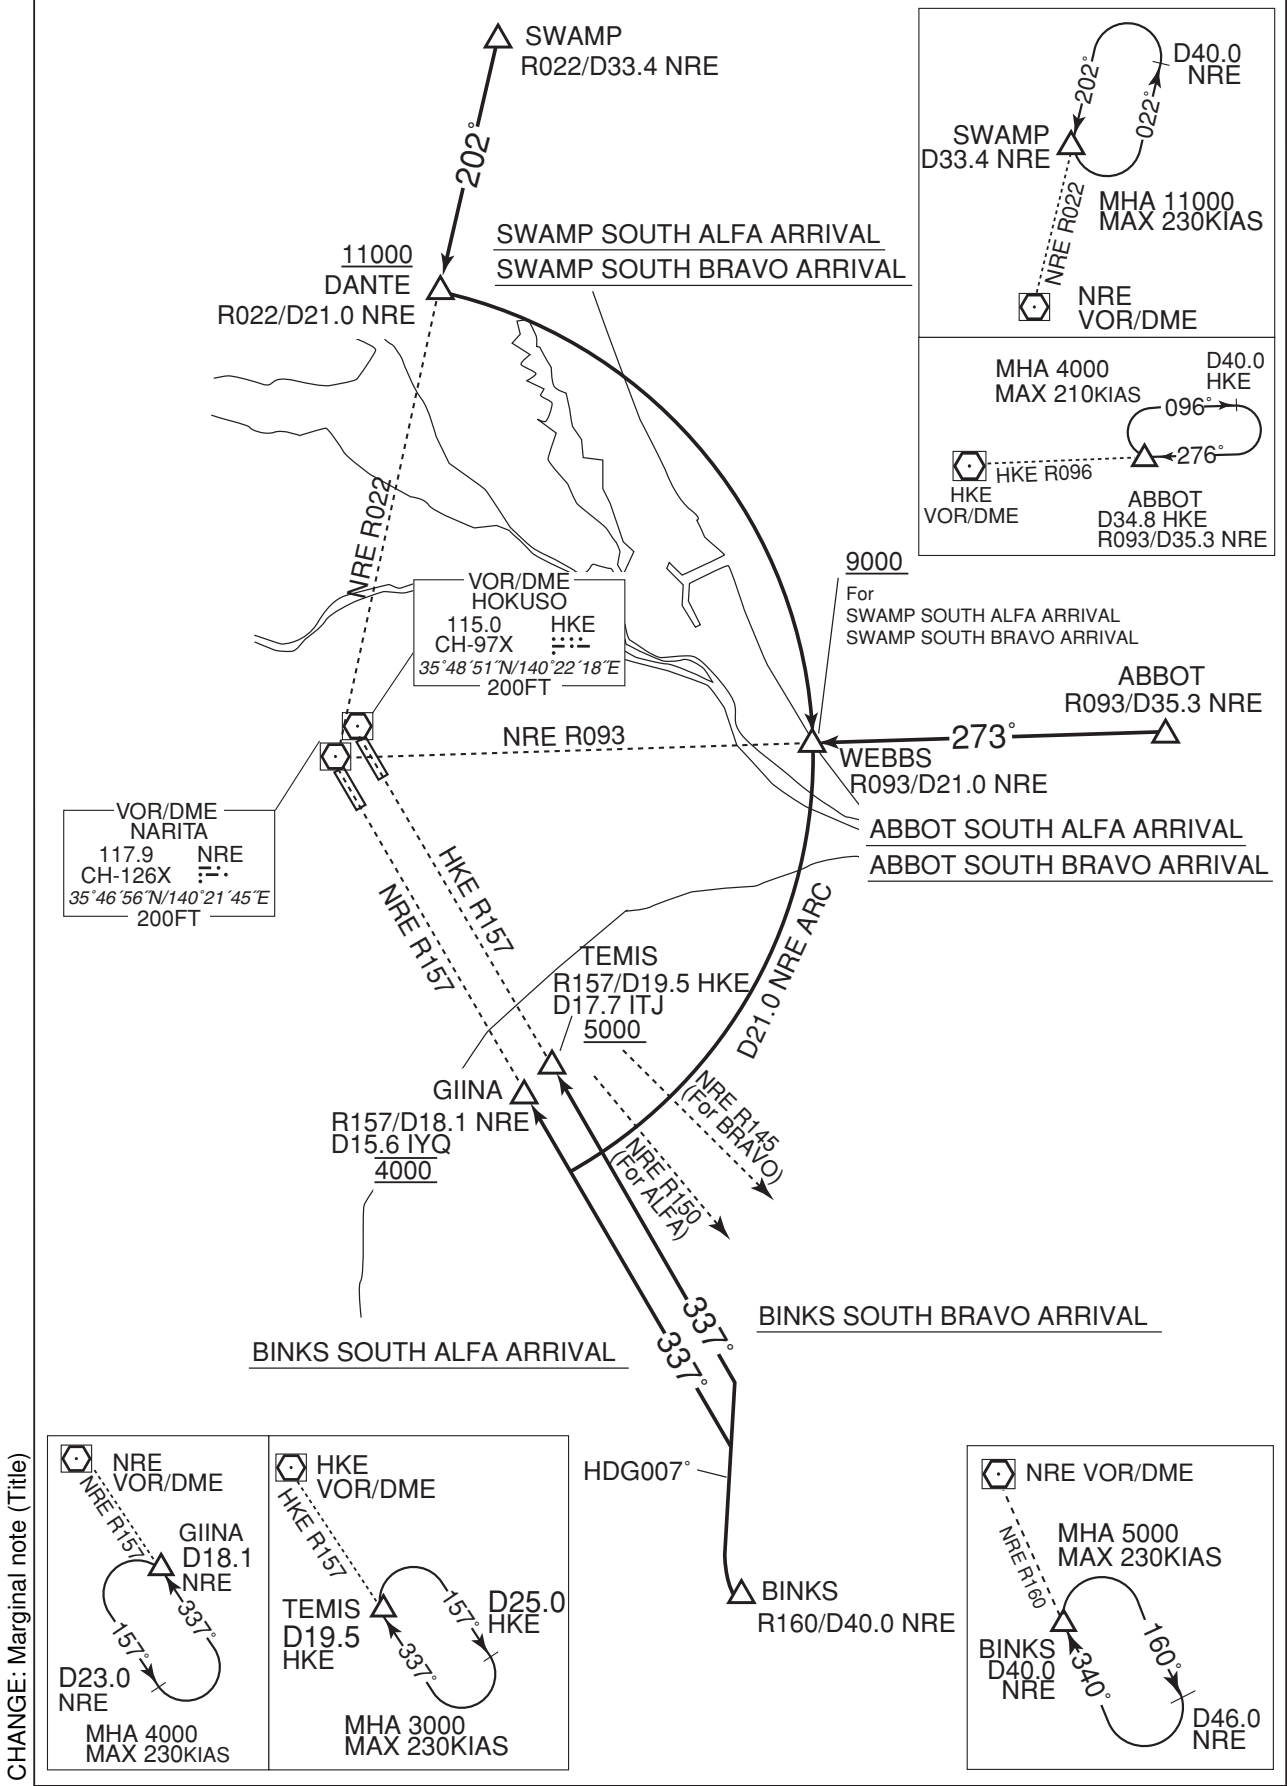 SWAMP
R022/D33.4 NRE
202°
11000
DANTE
R022/D21.0 NRE
SWAMP SOUTH ALFA ARRIVAL
SWAMP SOUTH BRAVO ARRIVAL
NRE R022
D40.0
NRE
202°
022°
SWAMP
D33.4 NRE
NRE R022
MHA 11000
MAX 230KIAS
NRE
VOR/DME
MHA 4000
MAX 210KIAS
D40.0
HKE
096°
276°
HKE R096
HKE
VOR/DME
ABBOT
D34.8 HKE
R093/D35.3 NRE
VOR/DME
HOKUSO
115.0 HKE
CH-97X
35°48´51˝N/140°22´18˝E
200FT
9000
For
SWAMP SOUTH ALFA ARRIVAL
SWAMP SOUTH BRAVO ARRIVAL
ABBOT
R093/D35.3 NRE
NRE R093
273°
WEBBS
R093/D21.0 NRE
VOR/DME
NARITA
117.9 NRE
CH-126X
35°46´56˝N/140°21´45˝E
200FT
ABBOT SOUTH ALFA ARRIVAL
ABBOT SOUTH BRAVO ARRIVAL
HKE R157
NRE R157
D21.0 NRE ARC
TEMIS
R157/D19.5 HKE
D17.7 ITJ
5000
GIINA
R157/D18.1 NRE
D15.6 IYQ
4000
NRE R145
(For BRAVO)
NRE R150
(For ALFA)
337°
337°
BINKS SOUTH BRAVO ARRIVAL
BINKS SOUTH ALFA ARRIVAL
HDG007°
BINKS
R160/D40.0 NRE
NRE
VOR/DME
NRE R157
GIINA
D18.1
NRE
337°
157°
D23.0
NRE
MHA 4000
MAX 230KIAS
HKE
VOR/DME
HKE R157
TEMIS
D19.5
HKE
157°
337°
D25.0
HKE
MHA 3000
MAX 230KIAS
NRE VOR/DME
NRE R160
MHA 5000
MAX 230KIAS
BINKS
D40.0
NRE
160°
340°
D46.0
NRE
CHANGE: Marginal note (Title)